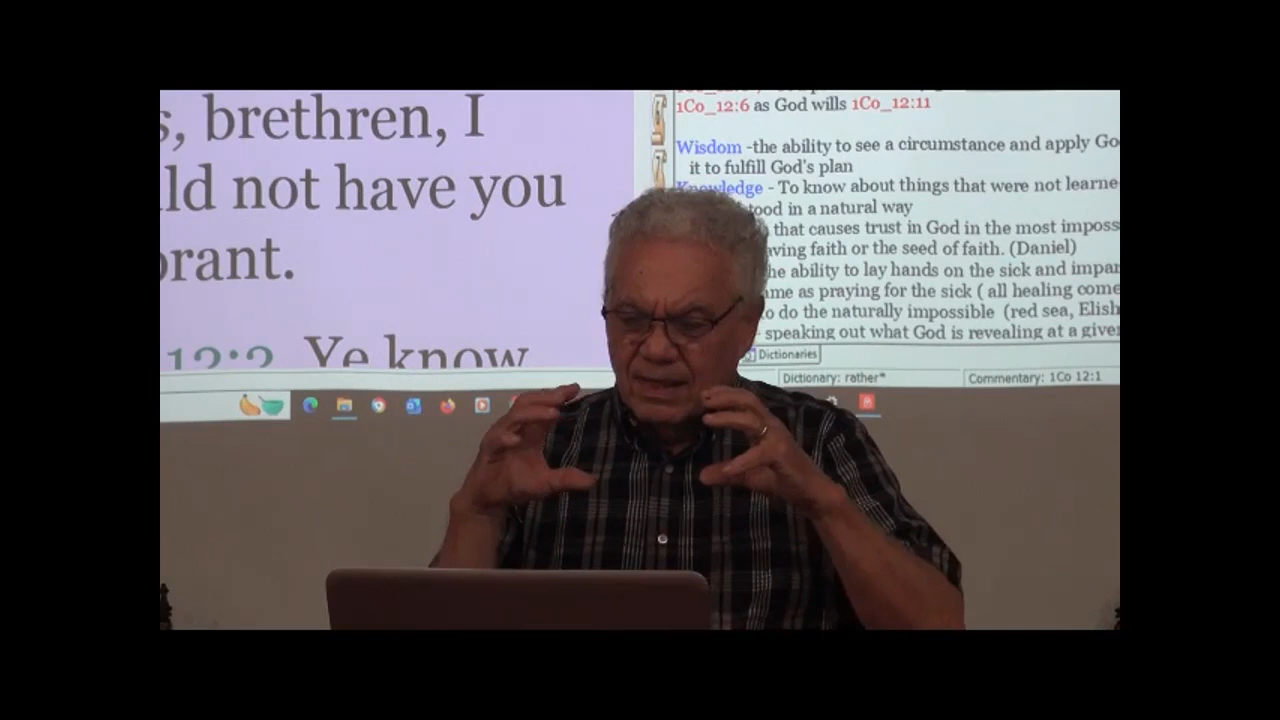 s, brethren, I
ld not have you
orant.
12:2 Ye know
1Co_12:6 as God wills 1Co_12:11
Wisdom -the ability to see a circumstance and apply Go
it to fulfill God's plan
Knowledge - To know about things that were not learne
tood in a natural way
that causes trust in God in the most imposs
aving faith or the seed of faith. (Daniel)
he ability to lay hands on the sick and impar
me as praying for the sick ( all healing come
o do the naturally impossible (red sea, Elish
- speaking out what God is revealing at a given
Dictionaries
Dictionary: rather*
Commentary: 1Co 12:1